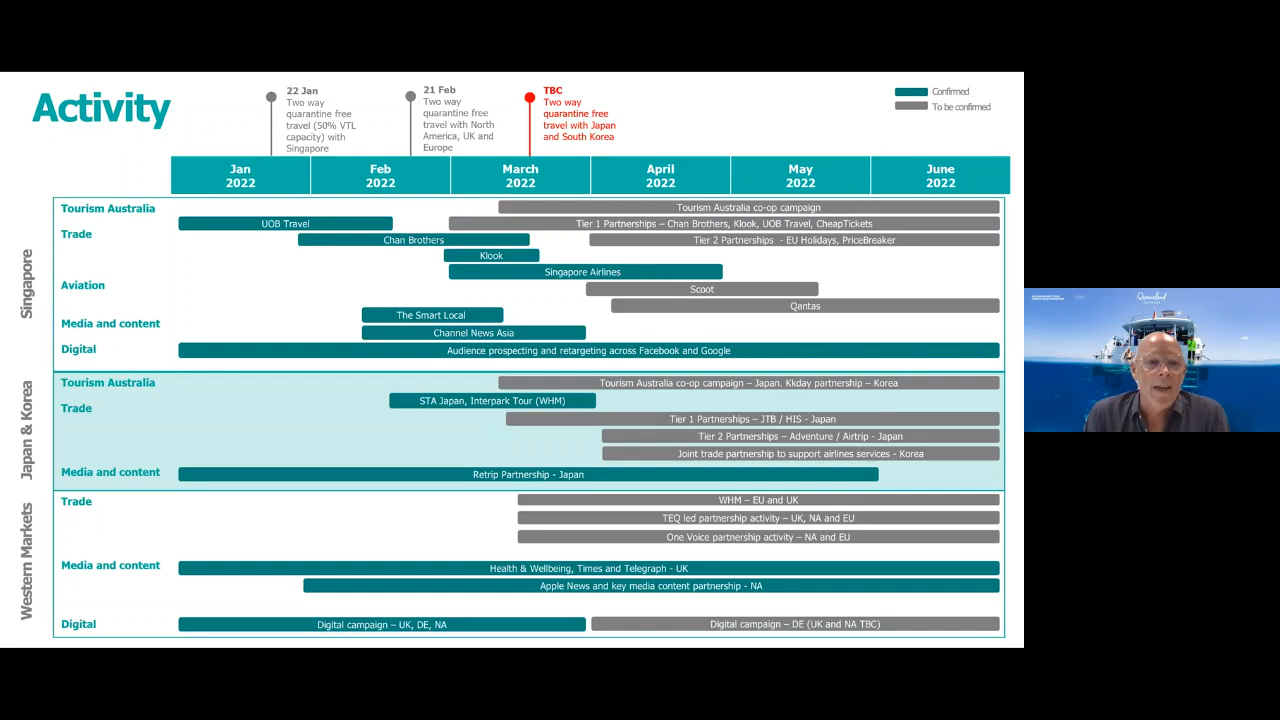 Activity
22 Jan
Two way
quarantine free
travel (50% VTL
capacity) with
Singapore
21 Feb
Two way
quarantine free
travel with North
America, UK and
Europe
TBC
Two way
quarantine free
travel with Japan
and South Korea
Confirmed
To be confirmed
Jan
2022
Feb
2022
March
2022
April
2022
May
2022
June
2022
Singapore
Tourism Australia
Tourism Australia co-op campaign
Trade
UOB Travel
Tier 1 Partnerships – Chan Brothers, Klook, UOB Travel, CheapTickets
Chan Brothers
Tier 2 Partnerships - EU Holidays, PriceBreaker
Klook
Singapore Airlines
Aviation
Scoot
Qantas
Media and content
The Smart Local
Channel News Asia
Digital
Audience prospecting and retargeting across Facebook and Google
Japan & Korea
Tourism Australia
Tourism Australia co-op campaign – Japan. Kkday partnership – Korea
Trade
STA Japan, Interpark Tour (WHM)
Tier 1 Partnerships – JTB / HIS - Japan
Tier 2 Partnerships – Adventure / Airtrip - Japan
Joint trade partnership to support airlines services - Korea
Media and content
Retrip Partnership - Japan
Western Markets
Trade
WHM – EU and UK
TEQ led partnership activity – UK, NA and EU
One Voice partnership activity – NA and EU
Media and content
Health & Wellbeing, Times and Telegraph - UK
Apple News and key media content partnership - NA
Digital
Digital campaign – UK, DE, NA
Digital campaign – DE (UK and NA TBC)
Queensland